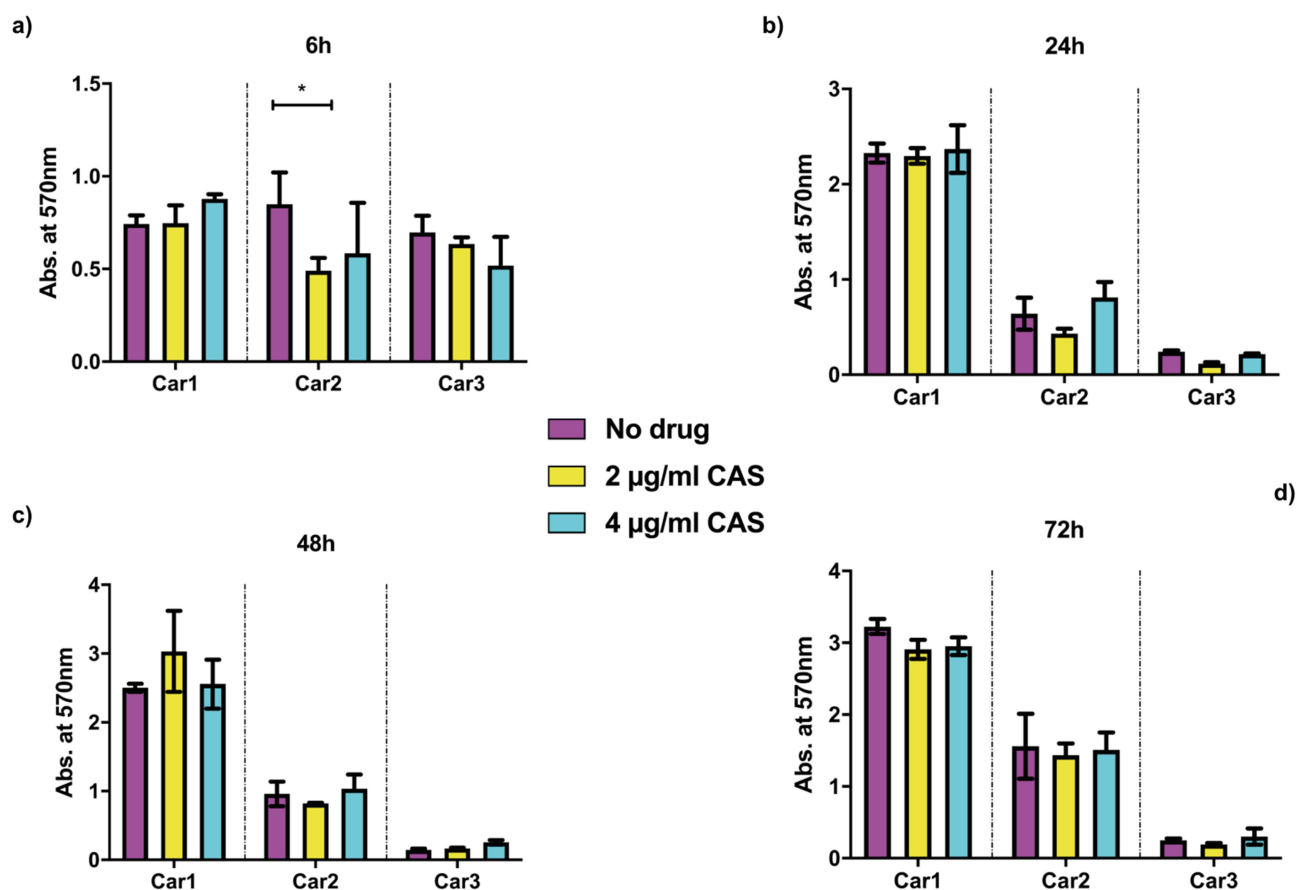 a)
6h
Abs. at 570nm
1.5
1.0
0.5
0.0
*
Car1 Car2 Car3
b)
24h
Abs. at 570nm
3
2
1
0
Car1 Car2 Car3
No drug
2 µg/ml CAS
4 µg/ml CAS
c)
48h
Abs. at 570nm
4
3
2
1
0
Car1 Car2 Car3
d)
72h
Abs. at 570nm
4
3
2
1
0
Car1 Car2 Car3